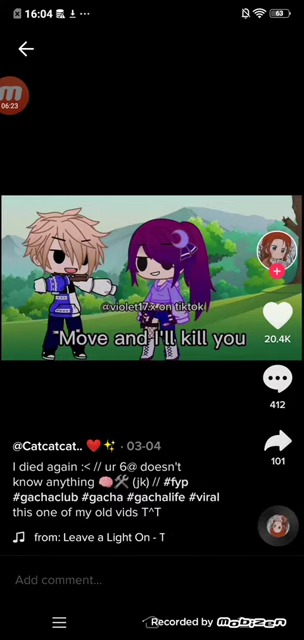 16:04
63
06:23
@violet17.x on tiktok
"Move and I'll kill you
20.4K
412
@Catcatcat.. ❤️✨ · 03-04
101
I died again :< // ur 6@ doesn't
know anything 🧠🛠️ (jk) // #fyp
#gachaclub #gacha #gachalife #viral
this one of my old vids T^T
from: Leave a Light On - T
Add comment...
Recorded by mobizen